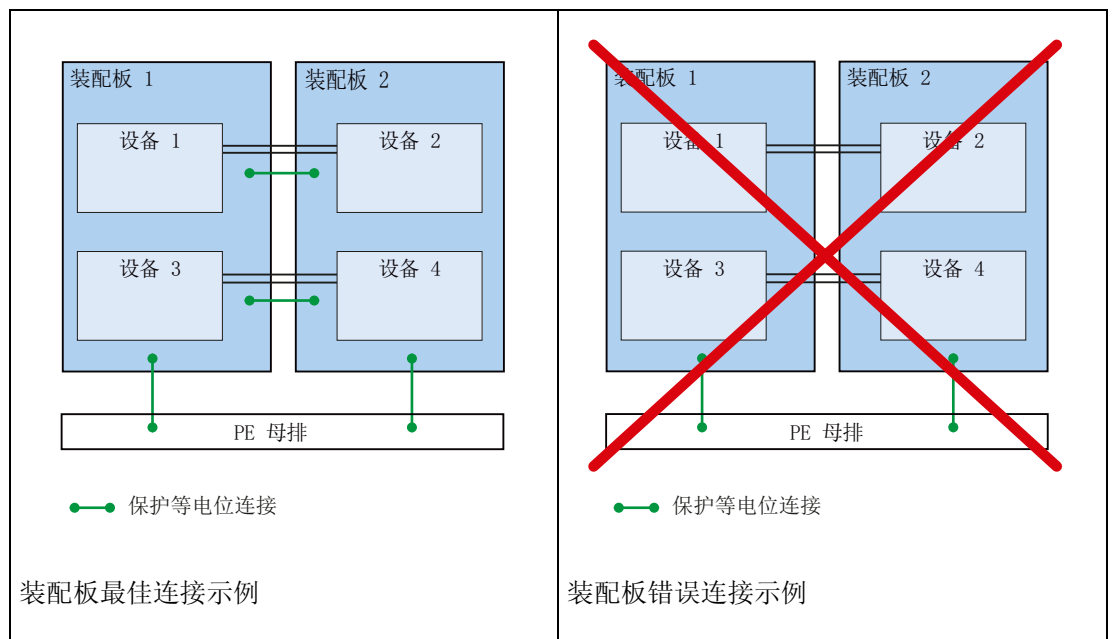 装配板 1
装配板 2
设备 1
设备 2
设备 3
设备 4
PE 母排
保护等电位连接
装配板最佳连接示例
装配板 1
装配板 2
设备 1
设备 2
设备 3
设备 4
PE 母排
保护等电位连接
装配板错误连接示例